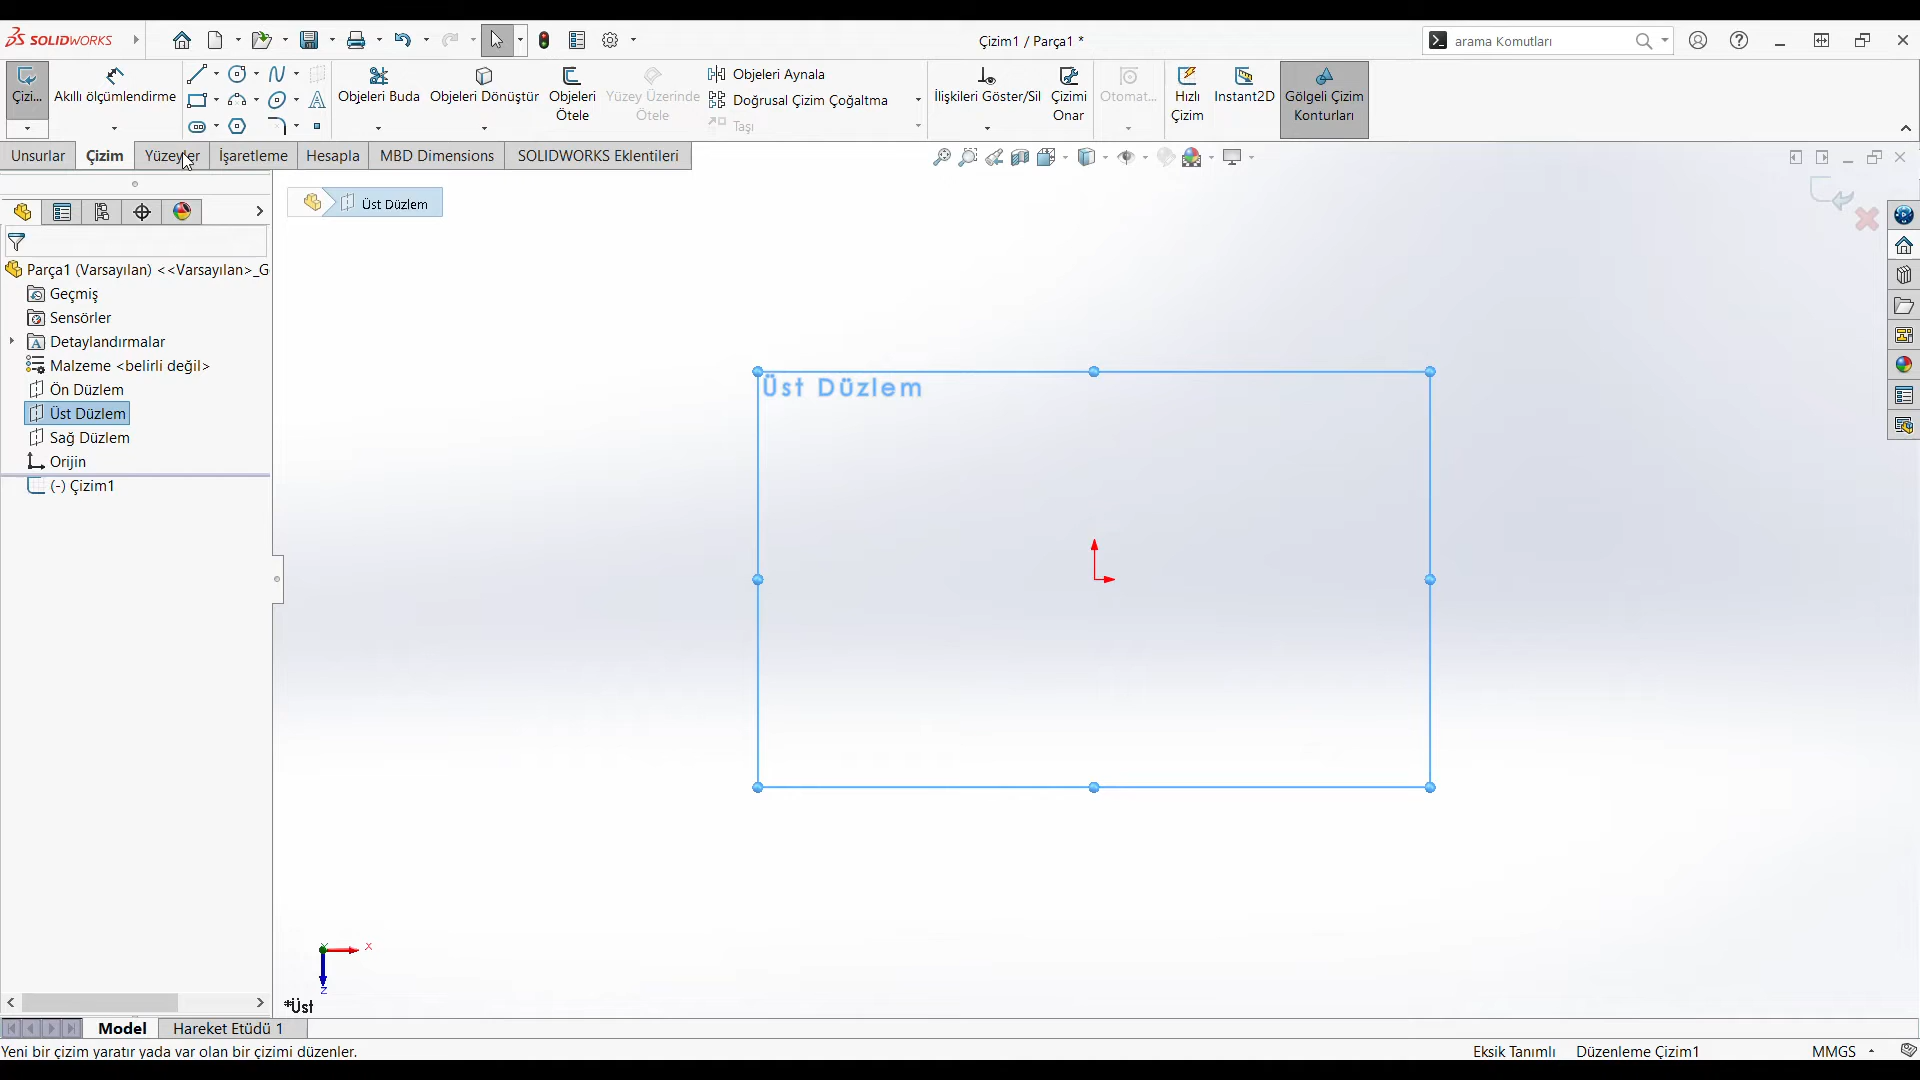 SOLIDWORKS
Çizim1 / Parça1 *
arama Komutları
Çizi...
Akıllı ölçümlendirme
Objeleri Buda
Objeleri Dönüştür
Objeleri Ötele
Yüzey Üzerinde Ötele
Objeleri Aynala
Doğrusal Çizim Çoğaltma
Taşı
İlişkileri Göster/Sil
Çizimi Onar
Otomat...
Hızlı Çizim
Instant2D
Gölgeli Çizim Konturları
Unsurlar
Çizim
Yüzeyler
İşaretleme
Hesapla
MBD Dimensions
SOLIDWORKS Eklentileri
Üst Düzlem
Parça1 (Varsayılan) <<Varsayılan>_G
Geçmiş
Sensörler
Detaylandırmalar
Malzeme <belirli değil>
Ön Düzlem
Üst Düzlem
Sağ Düzlem
Orijin
(-) Çizim1
Üst Düzlem
X
Y
Z
*Üst
Model
Hareket Etüdü 1
Yeni bir çizim yaratır yada var olan bir çizimi düzenler.
Eksik Tanımlı
Düzenleme Çizim1
MMGS